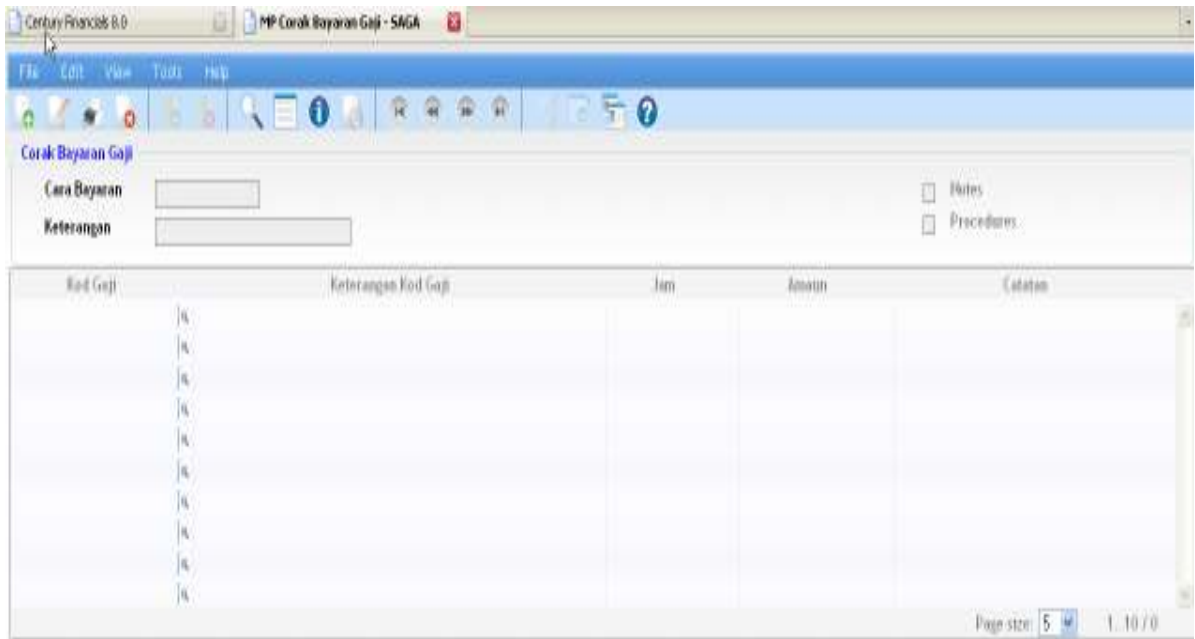 Century Financials 8.0 MP Corak Bayaran Gaji - SAGA
File Edit View Tools Help
Corak Bayaran Gaji
Cara Bayaran Notes
Keterangan Procedures
Kod Gaji Keterangan Kod Gaji Jam Amaun Catatan
Page size: 5 1..10 / 0